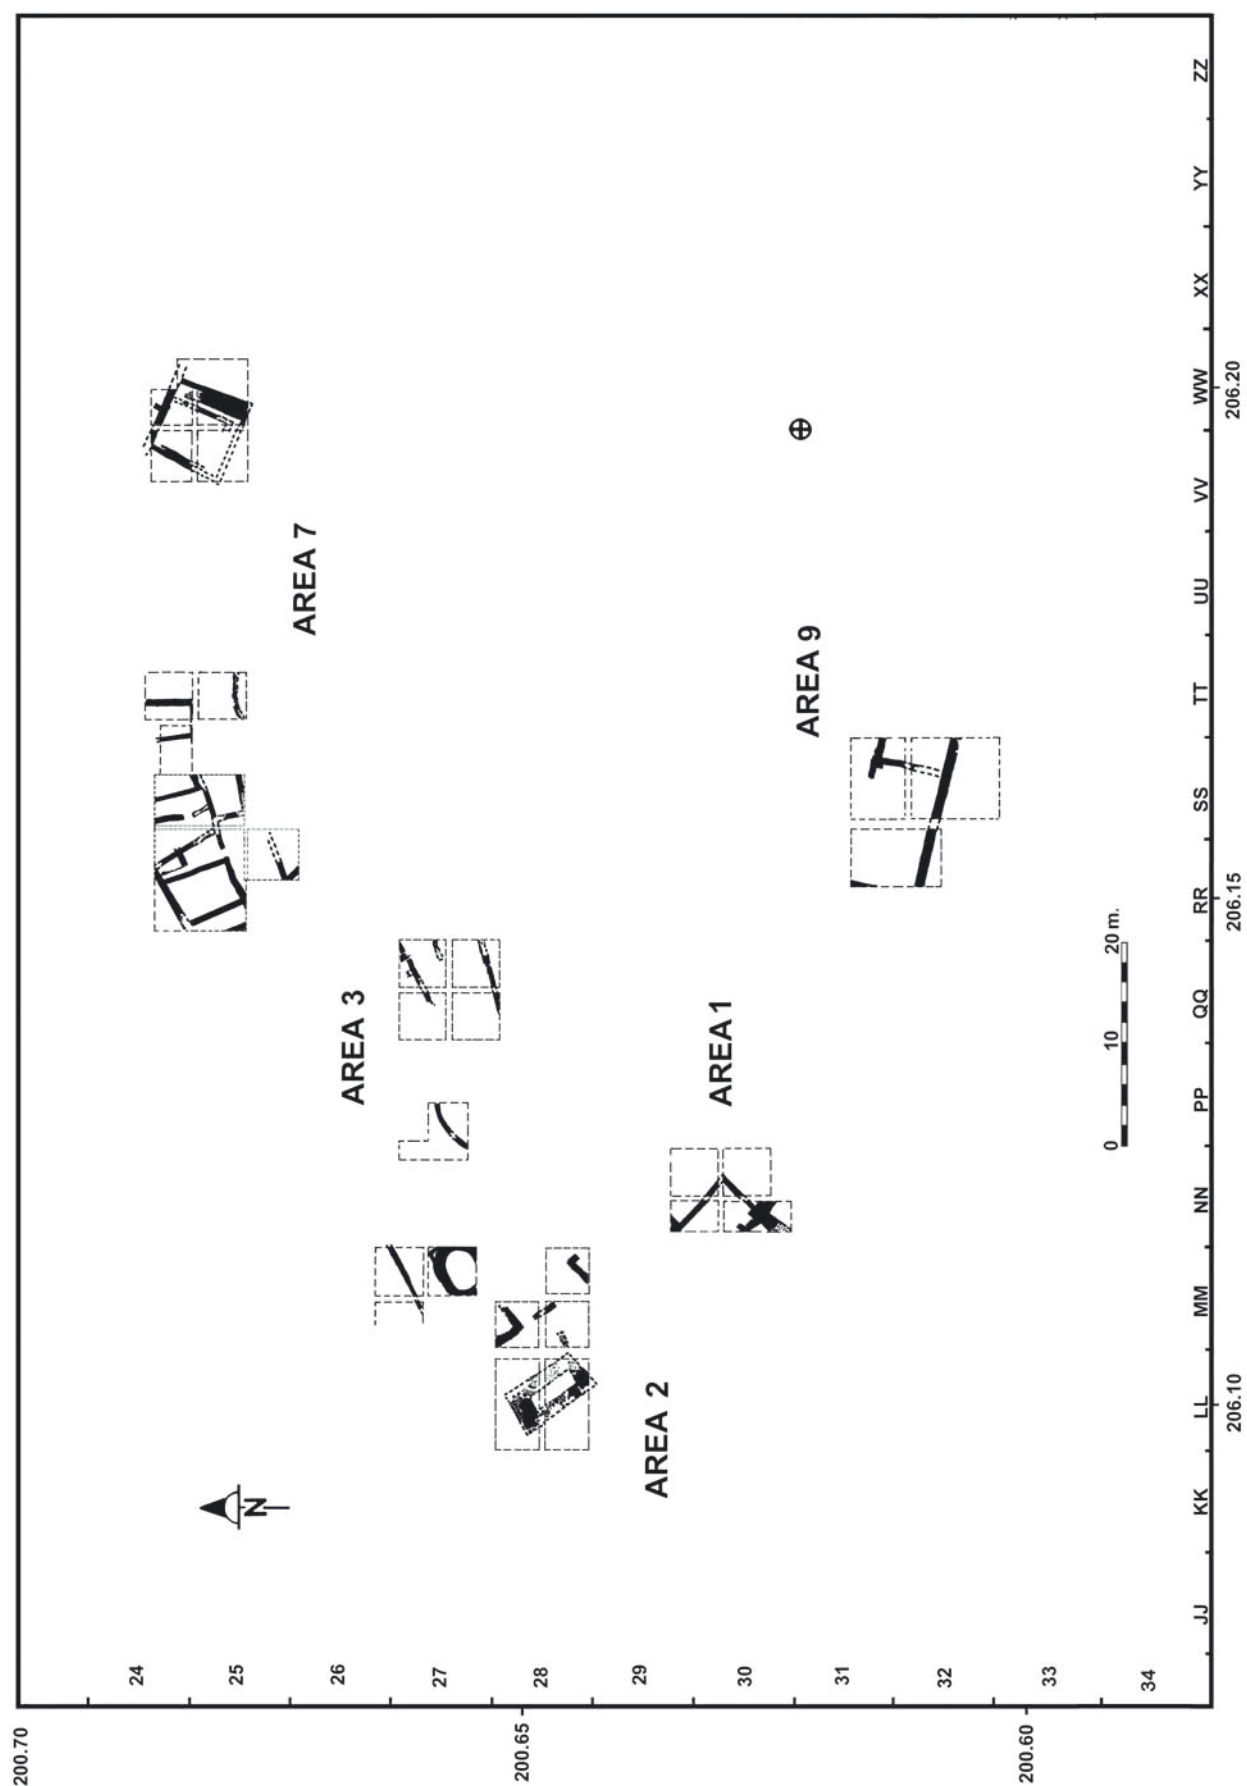 200.70
200.65
200.60
24
25
26
27
28
29
30
31
32
33
34
N
AREA 7
AREA 3
AREA 9
AREA 1
AREA 2
0 10 20 m.
JJ KK LL MM NN PP QQ RR SS TT UU VV WW XX YY ZZ
206.10 206.15 206.20